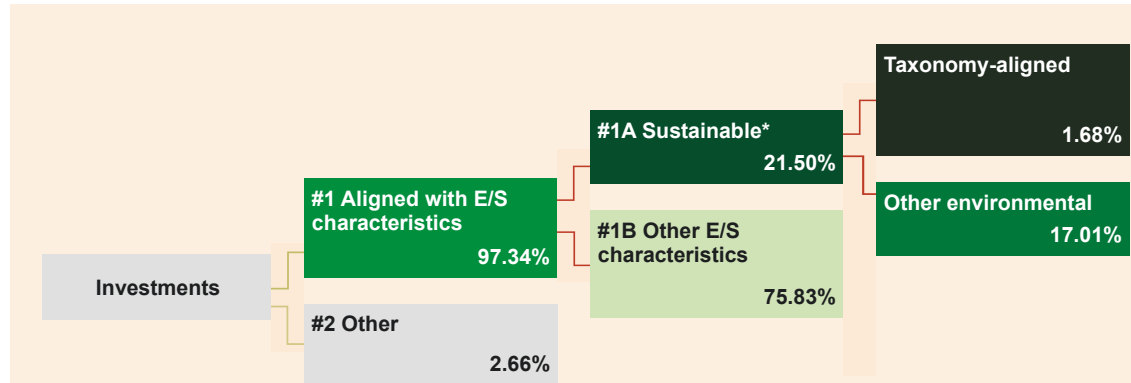 Taxonomy-aligned
1.68%
#1A Sustainable*
21.50%
#1 Aligned with E/S
characteristics
97.34%
Other environmental
17.01%
#1B Other E/S
characteristics
75.83%
Investments
#2 Other
2.66%